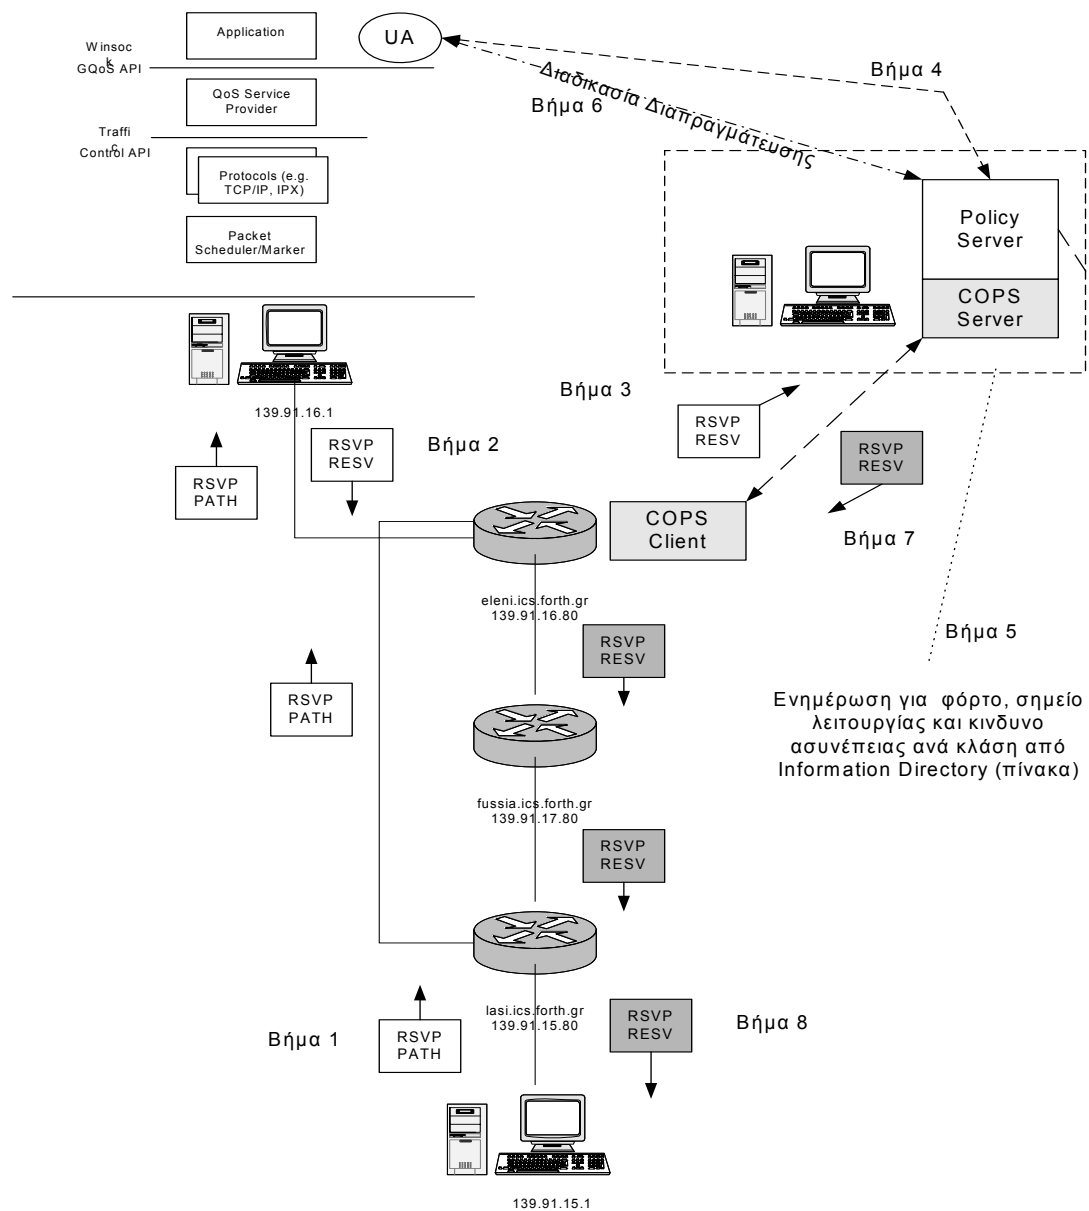 Application
UA
Winsoc
k
GQoS API
QoS Service
Provider
Traffi
c
Control API
Protocols (e.g.
TCP/IP, IPX)
Packet
Scheduler/Marker
Βήμα 4
Διαδικασία Διαπραγμάτευσης
Βήμα 6
Policy
Server
COPS
Server
139.91.16.1
Βήμα 3
RSVP
RESV
RSVP
RESV
Βήμα 7
RSVP
PATH
RSVP
RESV
Βήμα 2
COPS
Client
eleni.ics.forth.gr
139.91.16.80
RSVP
RESV
RSVP
PATH
Βήμα 5
Ενημέρωση για φόρτο, σημείο
λειτουργίας και κινδυνο
ασυνέπειας ανά κλάση από
Information Directory (πίνακα)
fussia.ics.forth.gr
139.91.17.80
RSVP
RESV
lasi.ics.forth.gr
139.91.15.80
Βήμα 1
RSVP
PATH
RSVP
RESV
Βήμα 8
139.91.15.1